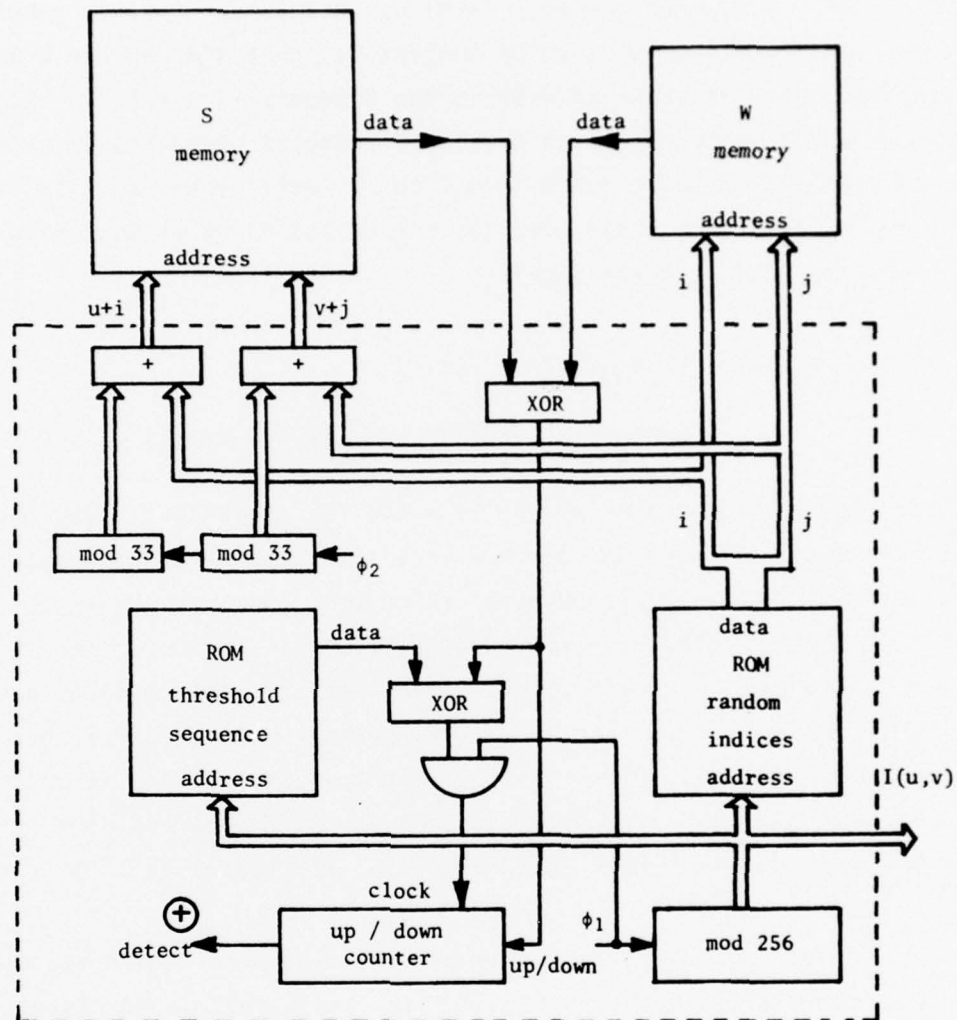 S
memory
data
data
W
memory
address
address
i
j
u+i
v+j
+
+
XOR
mod 33
mod 33
ϕ2
i
j
data
ROM
threshold
sequence
address
XOR
data
ROM
random
indices
address
I(u,v)
clock
+
detect
up / down
counter
ϕ1
up/down
mod 256